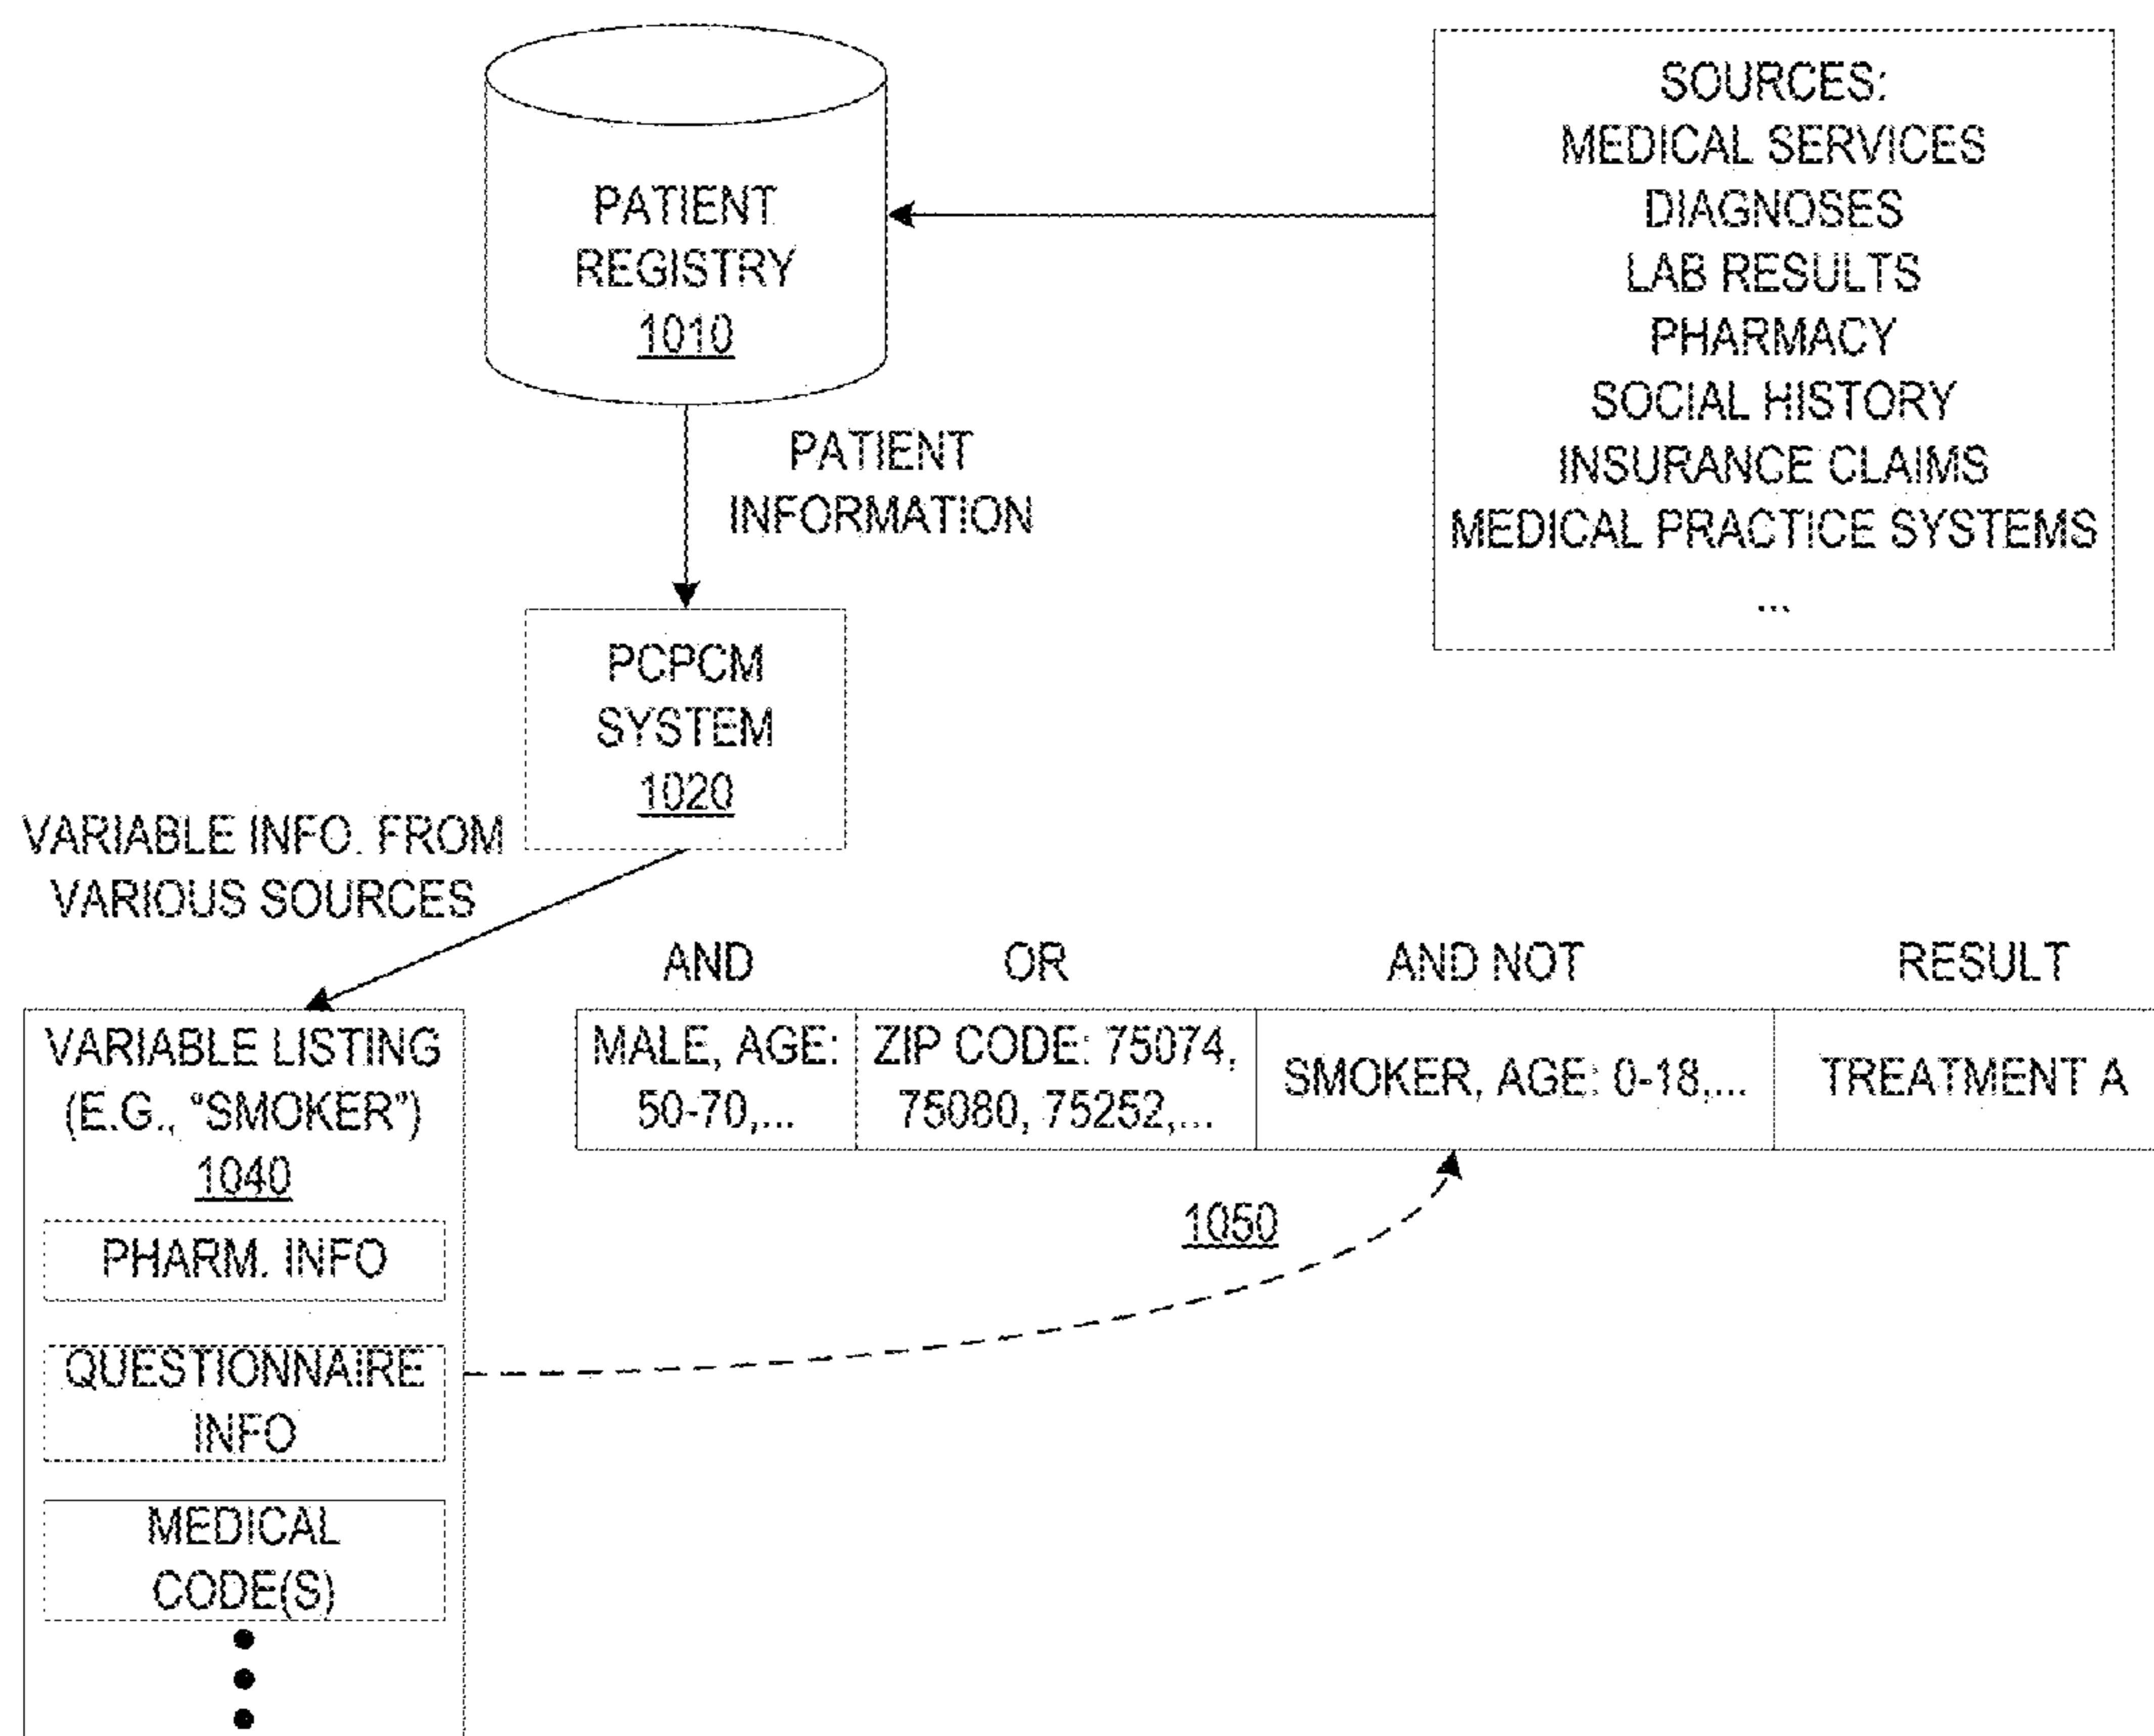 PATIENT
REGISTRY
1010
SOURCES:
MEDICAL SERVICES
DIAGNOSES
LAB RESULTS
PHARMACY
SOCIAL HISTORY
INSURANCE CLAIMS
MEDICAL PRACTICE SYSTEMS
...
PATIENT
INFORMATION
PCPCM
SYSTEM
1020
VARIABLE INFO. FROM
VARIOUS SOURCES
AND
OR
AND NOT
RESULT
MALE, AGE:
50-70,...
ZIP CODE: 75074,
75080, 75252,...
SMOKER, AGE: 0-18,...
TREATMENT A
1050
VARIABLE LISTING
(E.G., "SMOKER")
1040
PHARM. INFO
QUESTIONNAIRE
INFO
MEDICAL
CODE(S)